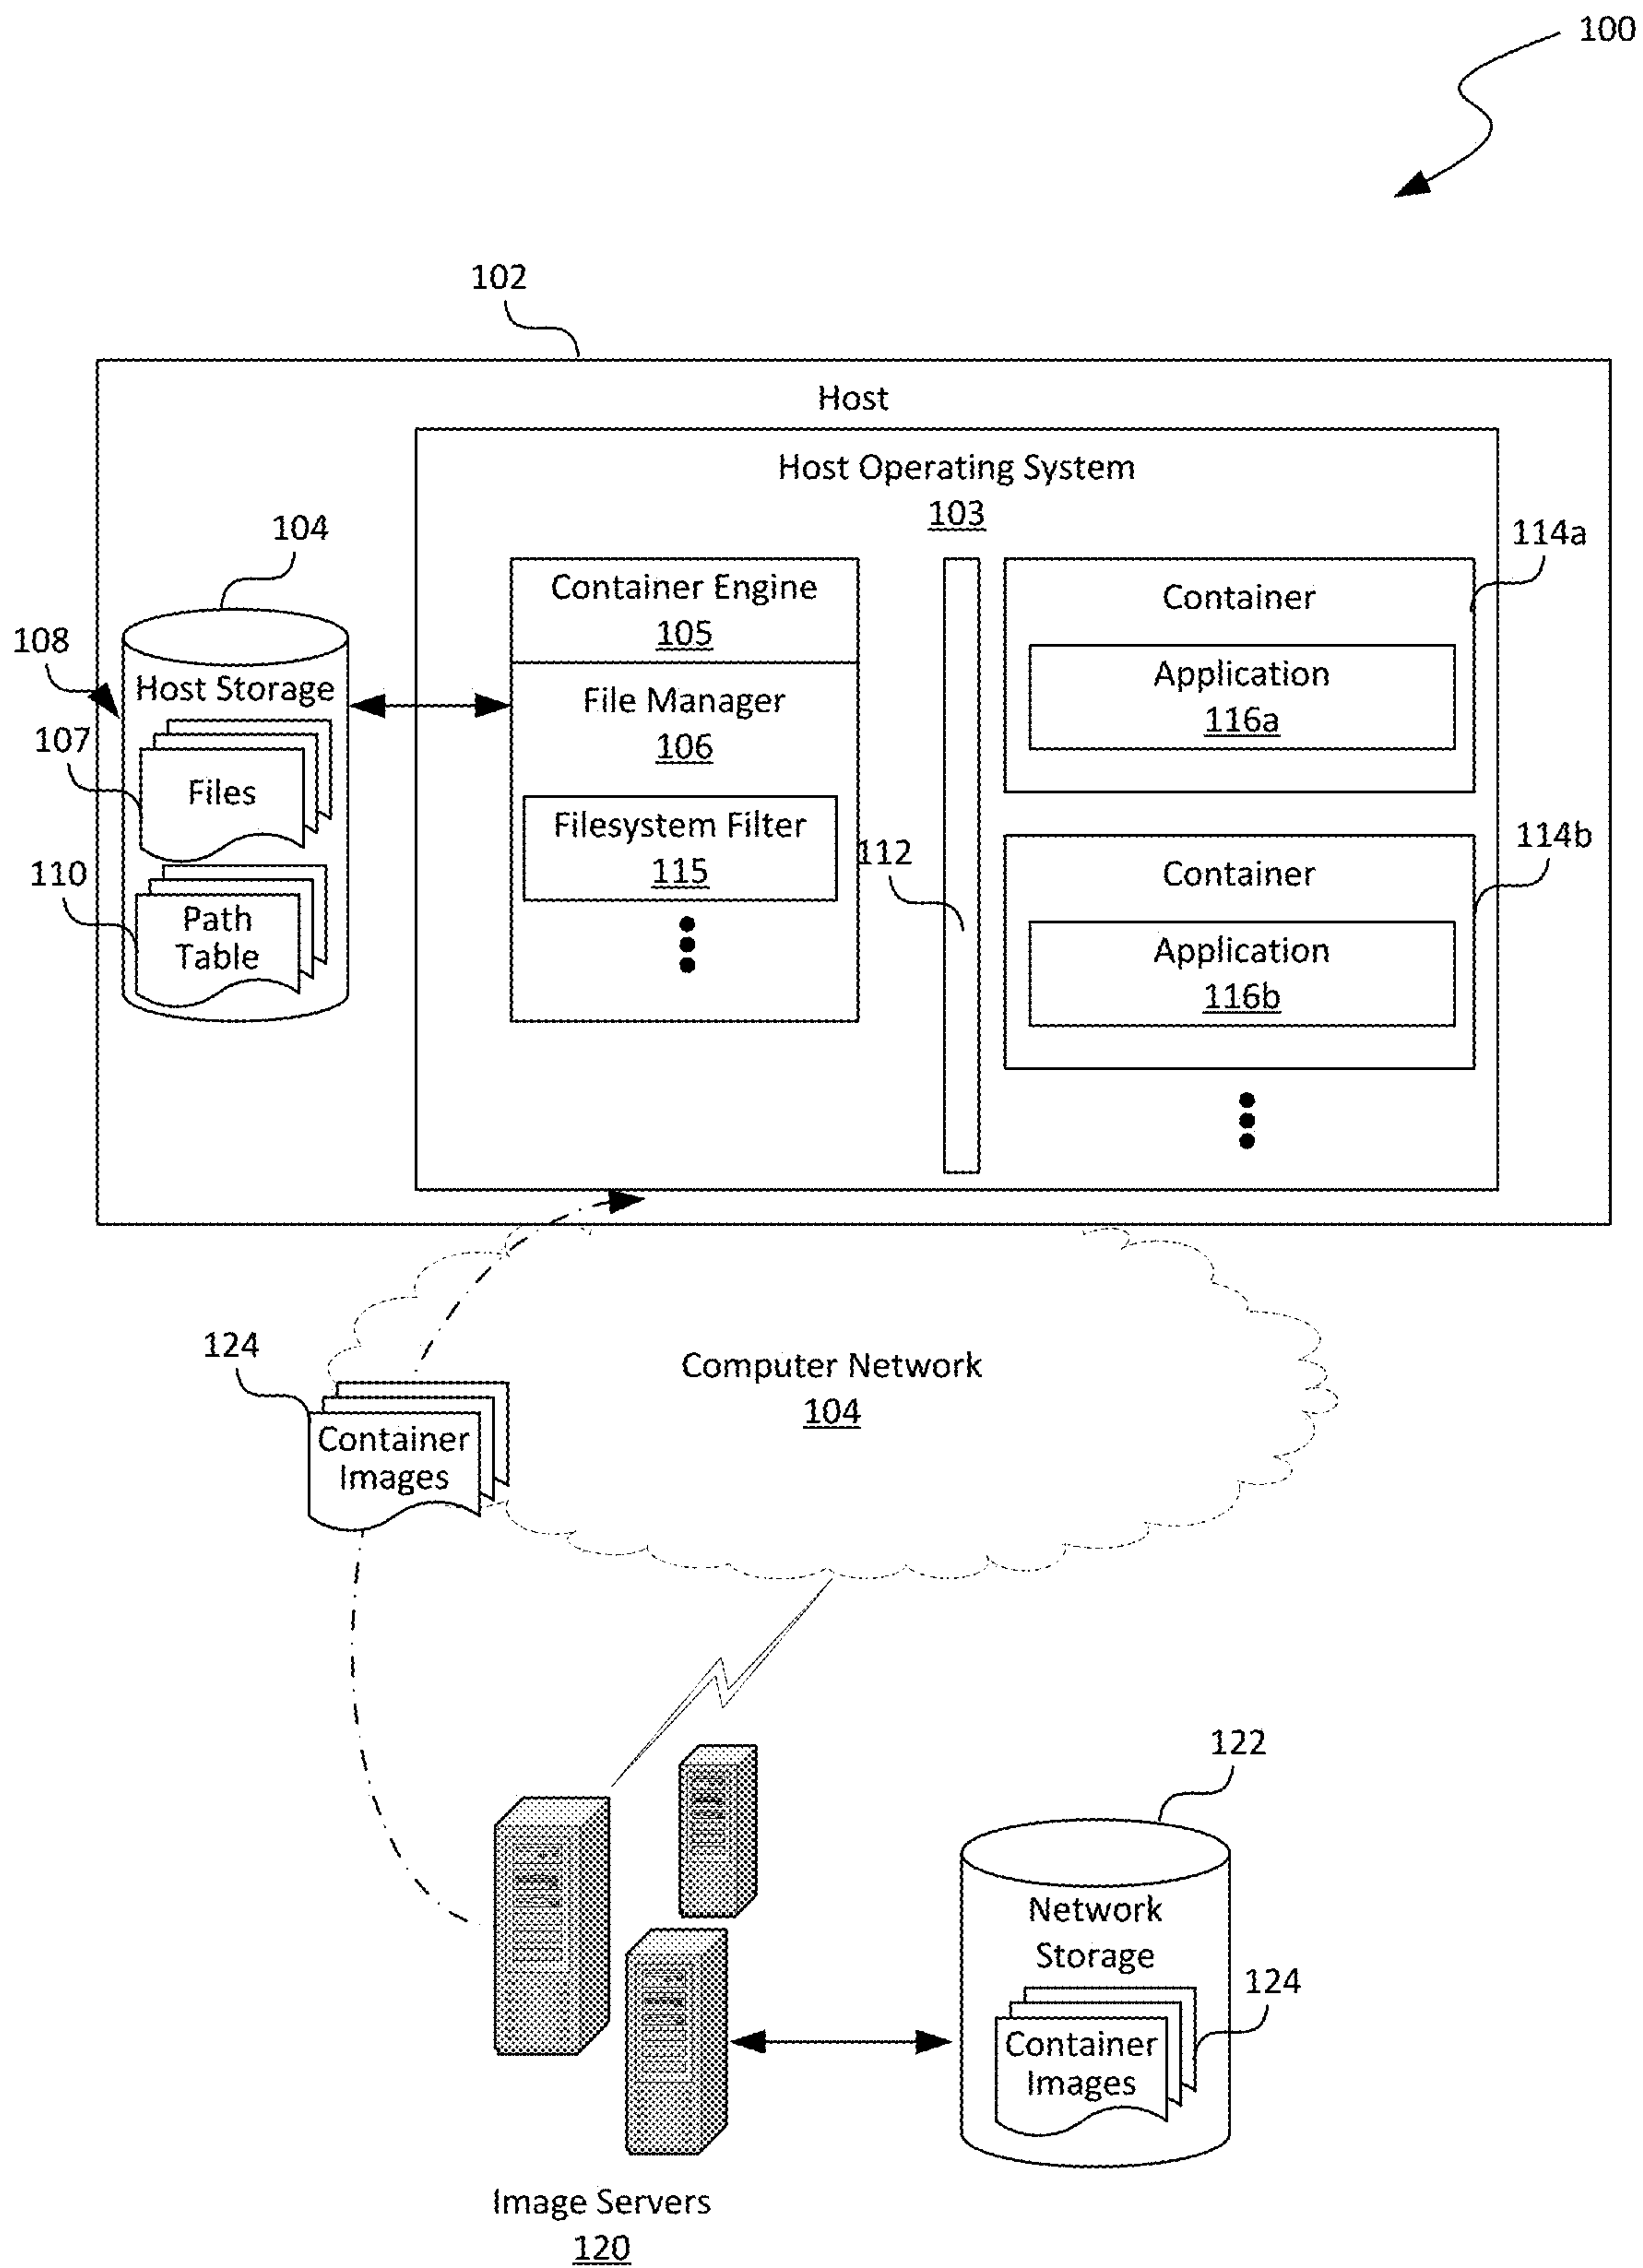 100
102
Host
Host Operating System
103
104
114a
108
Host Storage
107
Files
110
Path
Table
Container Engine
105
File Manager
106
Filesystem Filter
115
112
Container
Application
116a
114b
Container
Application
116b
124
Container
Images
Computer Network
104
122
Network
Storage
124
Container
Images
Image Servers
120